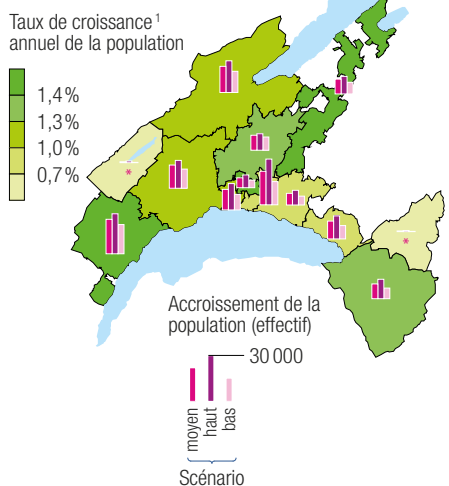 Taux de croissance¹
annuel de la population
1,4%
1,3%
1,0%
0,7%
*
*
Accroissement de la
population (effectif)
30 000
moyen
haut
bas
Scénario